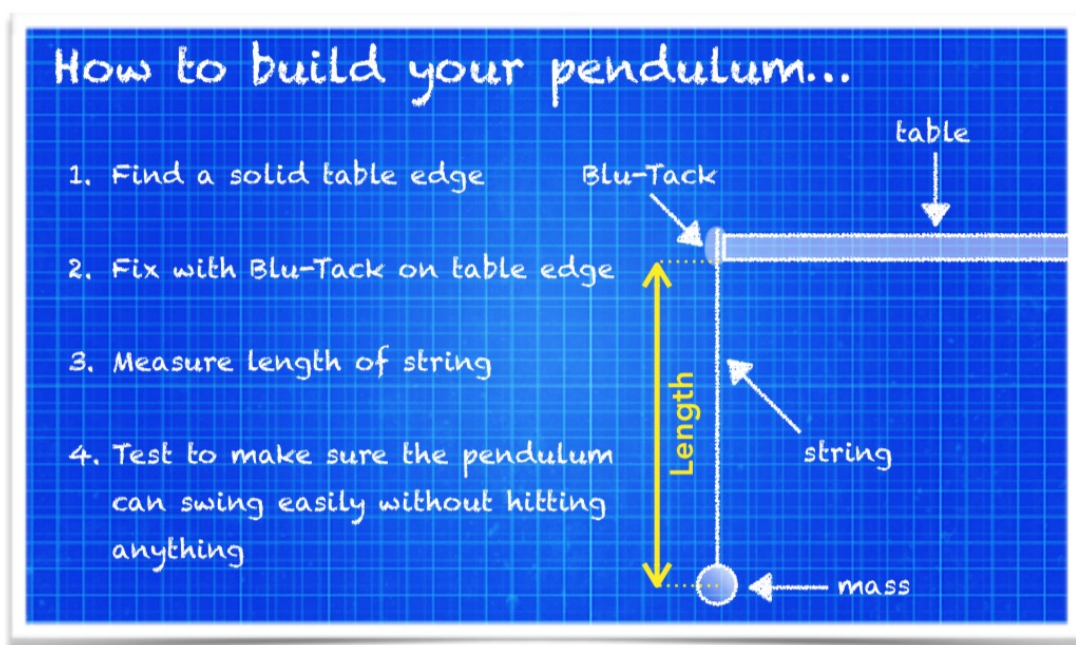 How to build your pendulum...
1. Find a solid table edge
2. Fix with Blu-Tack on table edge
3. Measure length of string
4. Test to make sure the pendulum
can swing easily without hitting
anything
table
Blu-Tack
Length
string
mass